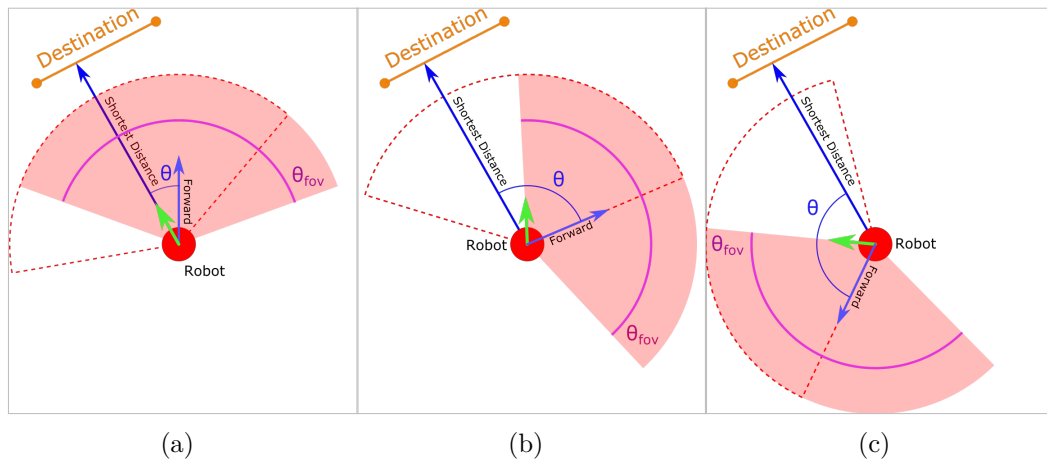 Destination
Shortest Distance
θ
Forward
θfov
Robot
(a)
Destination
Shortest Distance
θ
Forward
Robot
θfov
(b)
Destination
Shortest Distance
θ
Robot
θfov
Forward
(c)